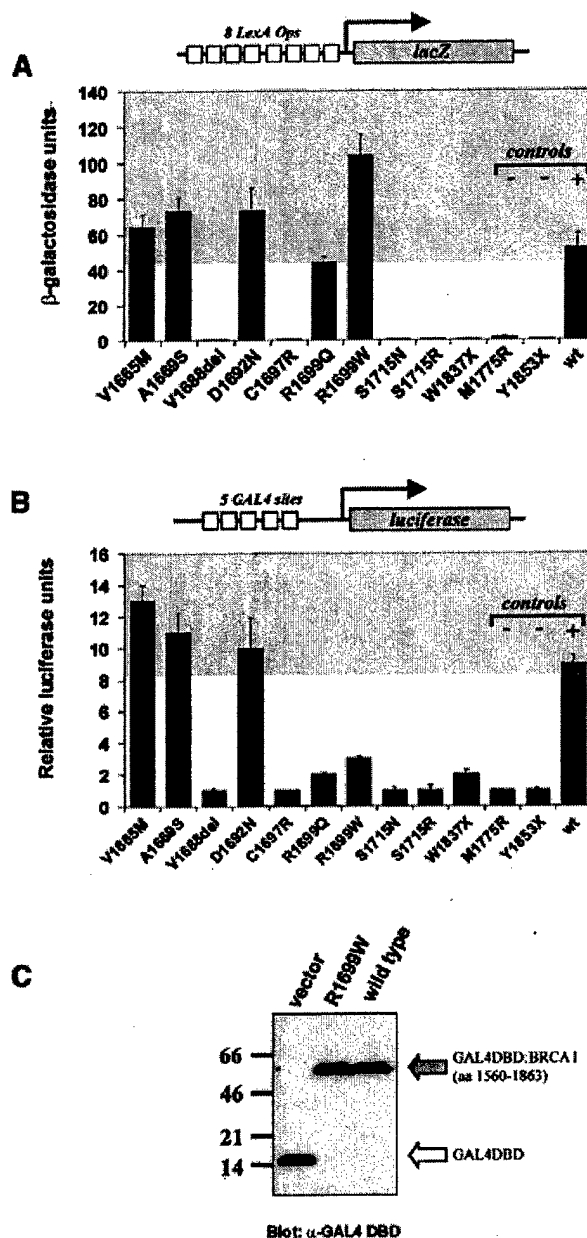 8 LexA Ops
lacZ
A
β-galactosidase units
140
120
100
80
60
40
20
0
controls
- - +
V1665M
A1669S
V1688del
D1692N
C1697R
R1699Q
R1699W
S1715N
S1715R
W1837X
M1775R
Y1853X
wt
B
5 GAL4 sites
luciferase
Relative luciferase units
16
14
12
10
8
6
4
2
0
controls
- - +
V1665M
A1669S
V1688del
D1692N
C1697R
R1699Q
R1699W
S1715N
S1715R
W1837X
M1775R
Y1853X
wt
C
vector
R1699W
wild type
66
46
21
14
GAL4DBD:BRCA1
(aa 1560-1863)
GAL4DBD
Blot: α-GAL4 DBD